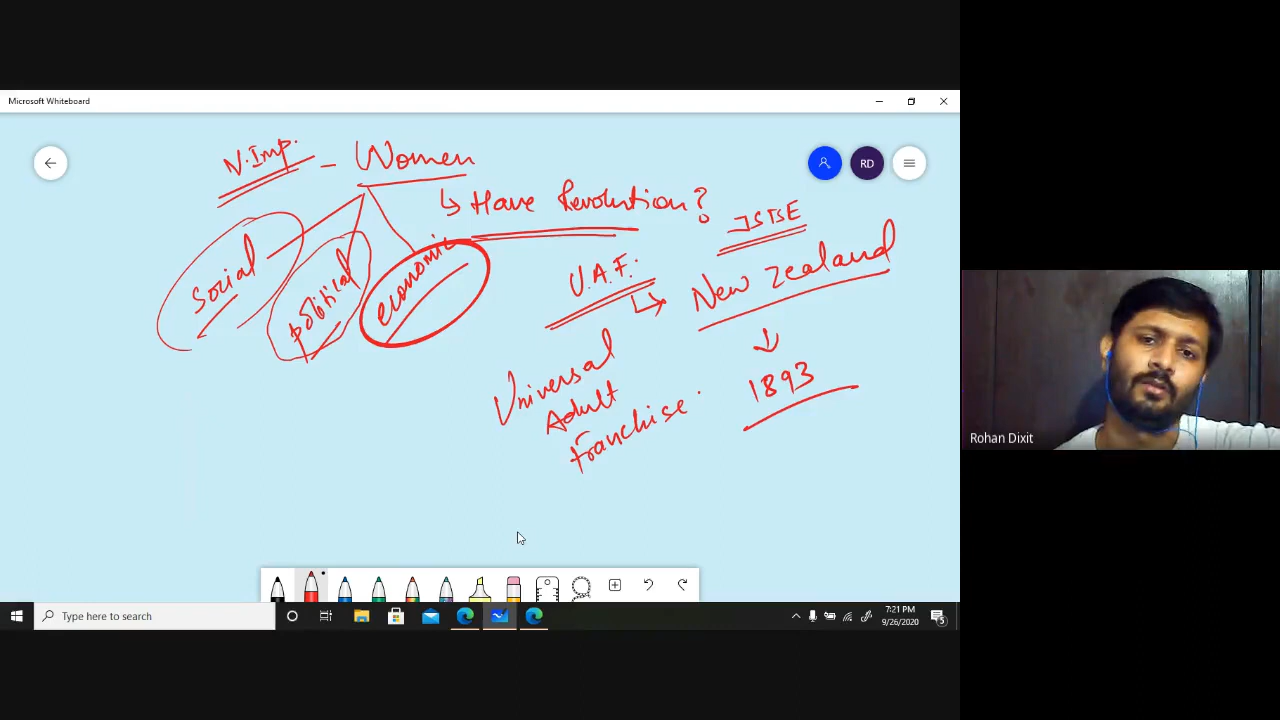 Microsoft Whiteboard
V. Imp. - Women
↳ Have Revolution?
RD
Social
political
economic
U.A.F.
New Zealand
1893
Universal
Adult
franchise
Rohan Dixit
Type here to search
7:21 PM
9/26/2020
5